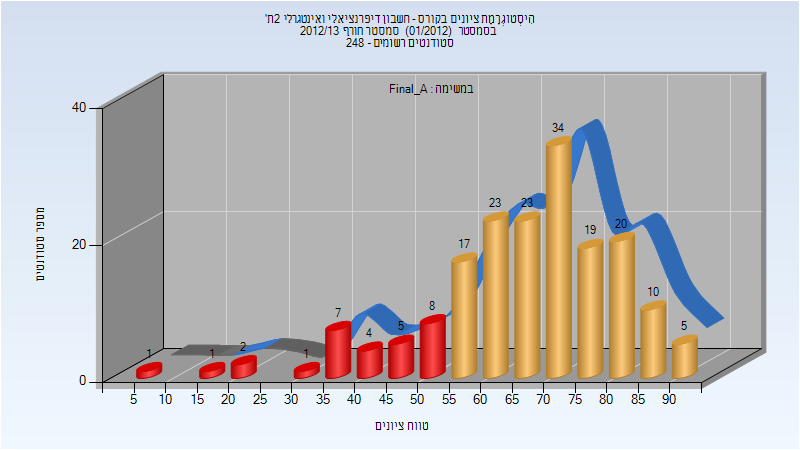 הִיסְטוֹגְרָמַת ציונים בקורס - חשבון דיפרנציאלי ואינטגרלי 2ת'
בסמסטר (01/2012) סמסטר חורף 2012/13
סטודנטים רשומים - 248
במשימה : Final_A
מספר סטודנטים
40
20
0
1
1
2
1
7
4
5
8
17
23
23
34
19
20
10
5
5 10 15 20 25 30 35 40 45 50 55 60 65 70 75 80 85 90
טווח ציונים